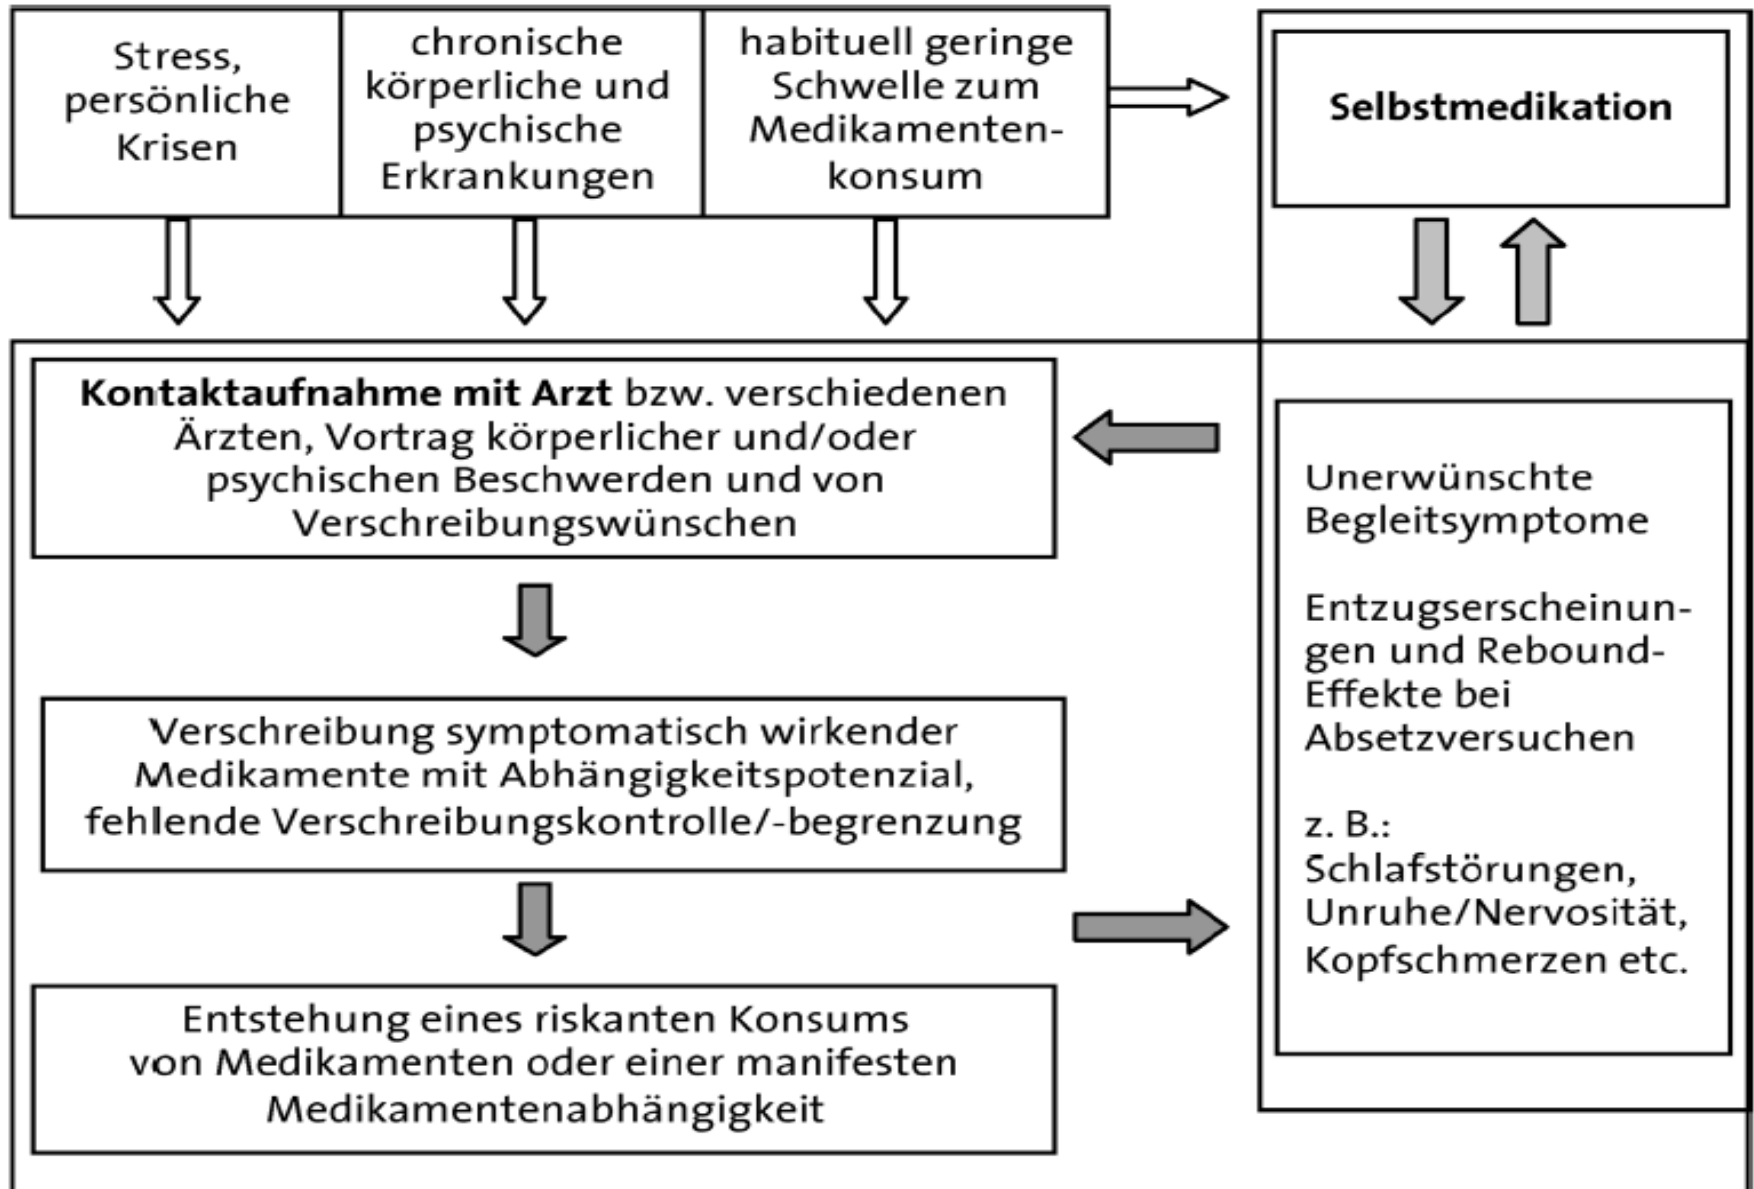 Stress,
persönliche
Krisen
chronische
körperliche und
psychische
Erkrankungen
habituell geringe
Schwelle zum
Medikamenten-
konsum
Selbstmedikation
Kontaktaufnahme mit Arzt bzw. verschiedenen
Ärzten, Vortrag körperlicher und/oder
psychischen Beschwerden und von
Verschreibungswünschen
Verschreibung symptomatisch wirkender
Medikamente mit Abhängigkeitspotenzial,
fehlende Verschreibungskontrolle/-begrenzung
Entstehung eines riskanten Konsums
von Medikamenten oder einer manifesten
Medikamentenabhängigkeit
Unerwünschte
Begleitsymptome
Entzugserscheinun-
gen und Rebound-
Effekte bei
Absetzversuchen
z. B.:
Schlafstörungen,
Unruhe/Nervosität,
Kopfschmerzen etc.